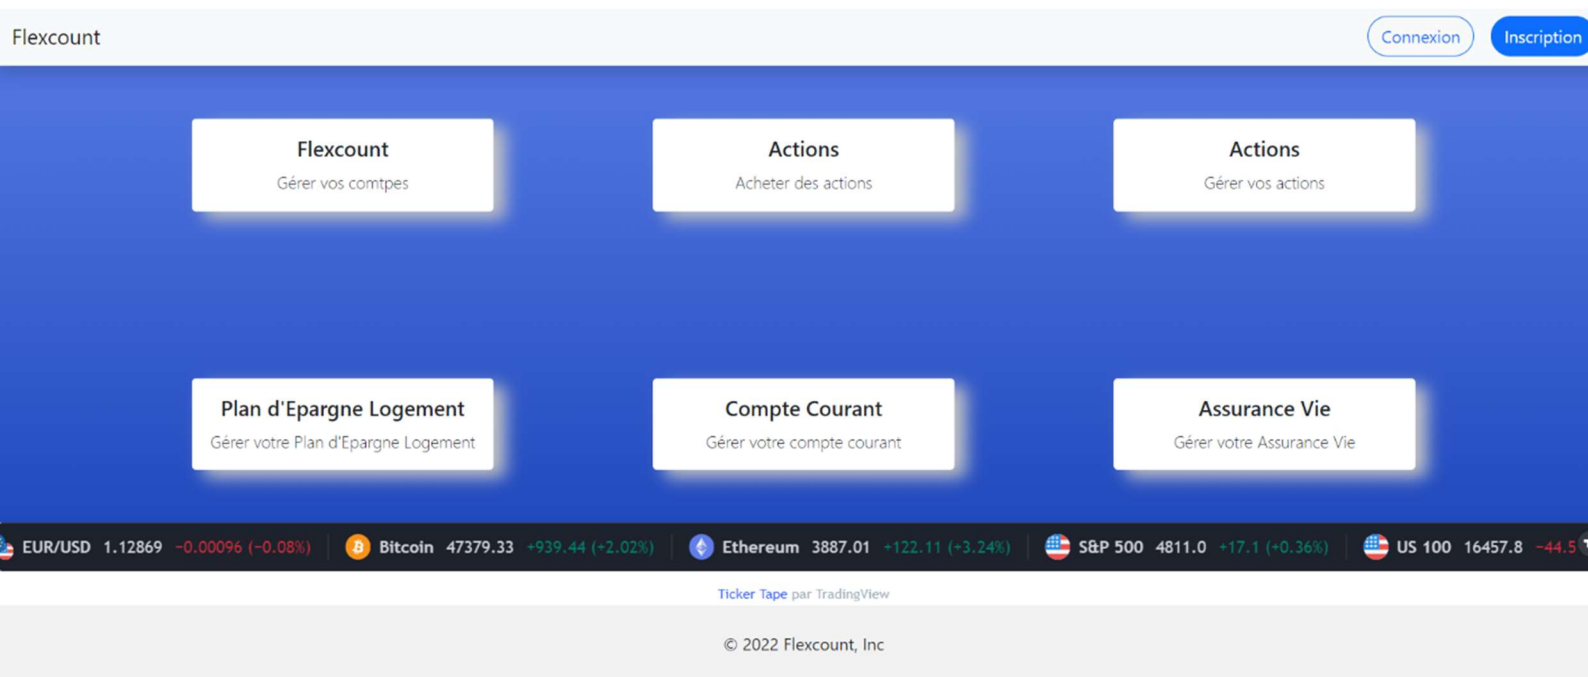 Flexcount
Connexion
Inscription
Flexcount
Gérer vos comtpes
Actions
Acheter des actions
Actions
Gérer vos actions
Plan d'Epargne Logement
Gérer votre Plan d'Epargne Logement
Compte Courant
Gérer votre compte courant
Assurance Vie
Gérer votre Assurance Vie
EUR/USD 1.12869 −0.00096 (−0.08%) Bitcoin 47379.33 +939.44 (+2.02%) Ethereum 3887.01 +122.11 (+3.24%) S&P 500 4811.0 +17.1 (+0.36%) US 100 16457.8 −44.5
Ticker Tape par TradingView
© 2022 Flexcount, Inc